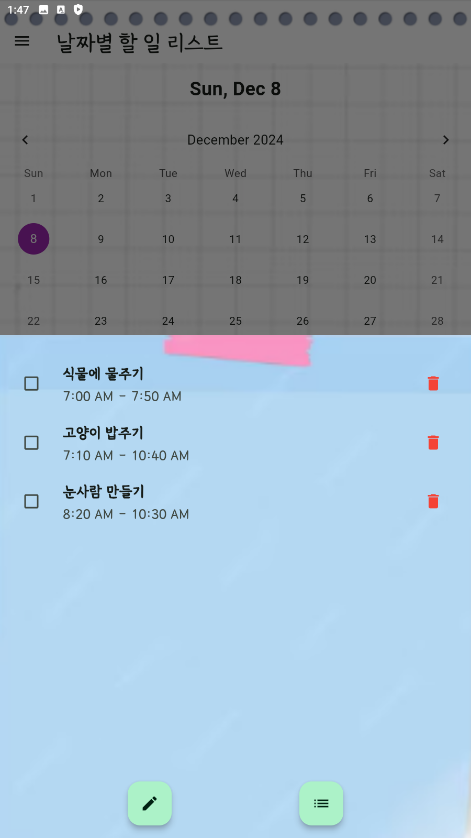 1:47
날짜별 할 일 리스트
Sun, Dec 8
December 2024
Sun Mon Tue Wed Thu Fri Sat
1 2 3 4 5 6 7
8 9 10 11 12 13 14
15 16 17 18 19 20 21
22 23 24 25 26 27 28
식물에 물주기
7:00 AM - 7:50 AM
고양이 밥주기
7:10 AM - 10:40 AM
눈사람 만들기
8:20 AM - 10:30 AM